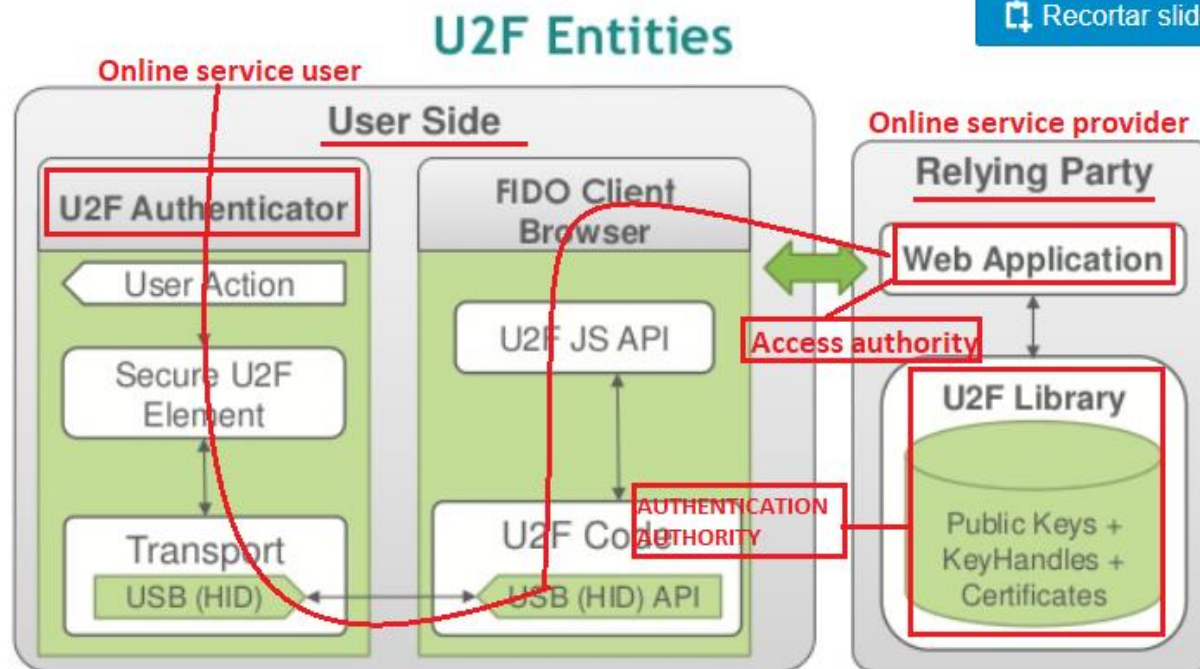 U2F Entities
Recortar slid
Online service user
User Side
Online service provider
Relying Party
U2F Authenticator
FIDO Client
Browser
User Action
Web Application
U2F JS API
Access authority
Secure U2F
Element
U2F Library
AUTHENTICATION
AUTHORITY
Transport
U2F Code
Public Keys +
KeyHandles +
Certificates
USB (HID)
USB (HID) API